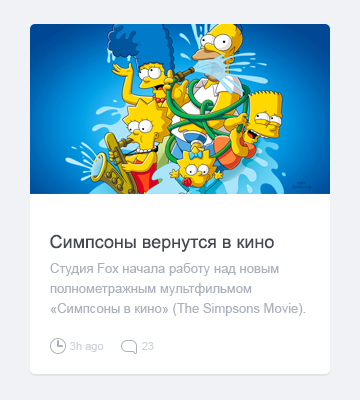 Симпсоны вернутся в кино
Студия Fox начала работу над новым
полнометражным мультфильмом
«Симпсоны в кино» (The Simpsons Movie).
3h ago 23